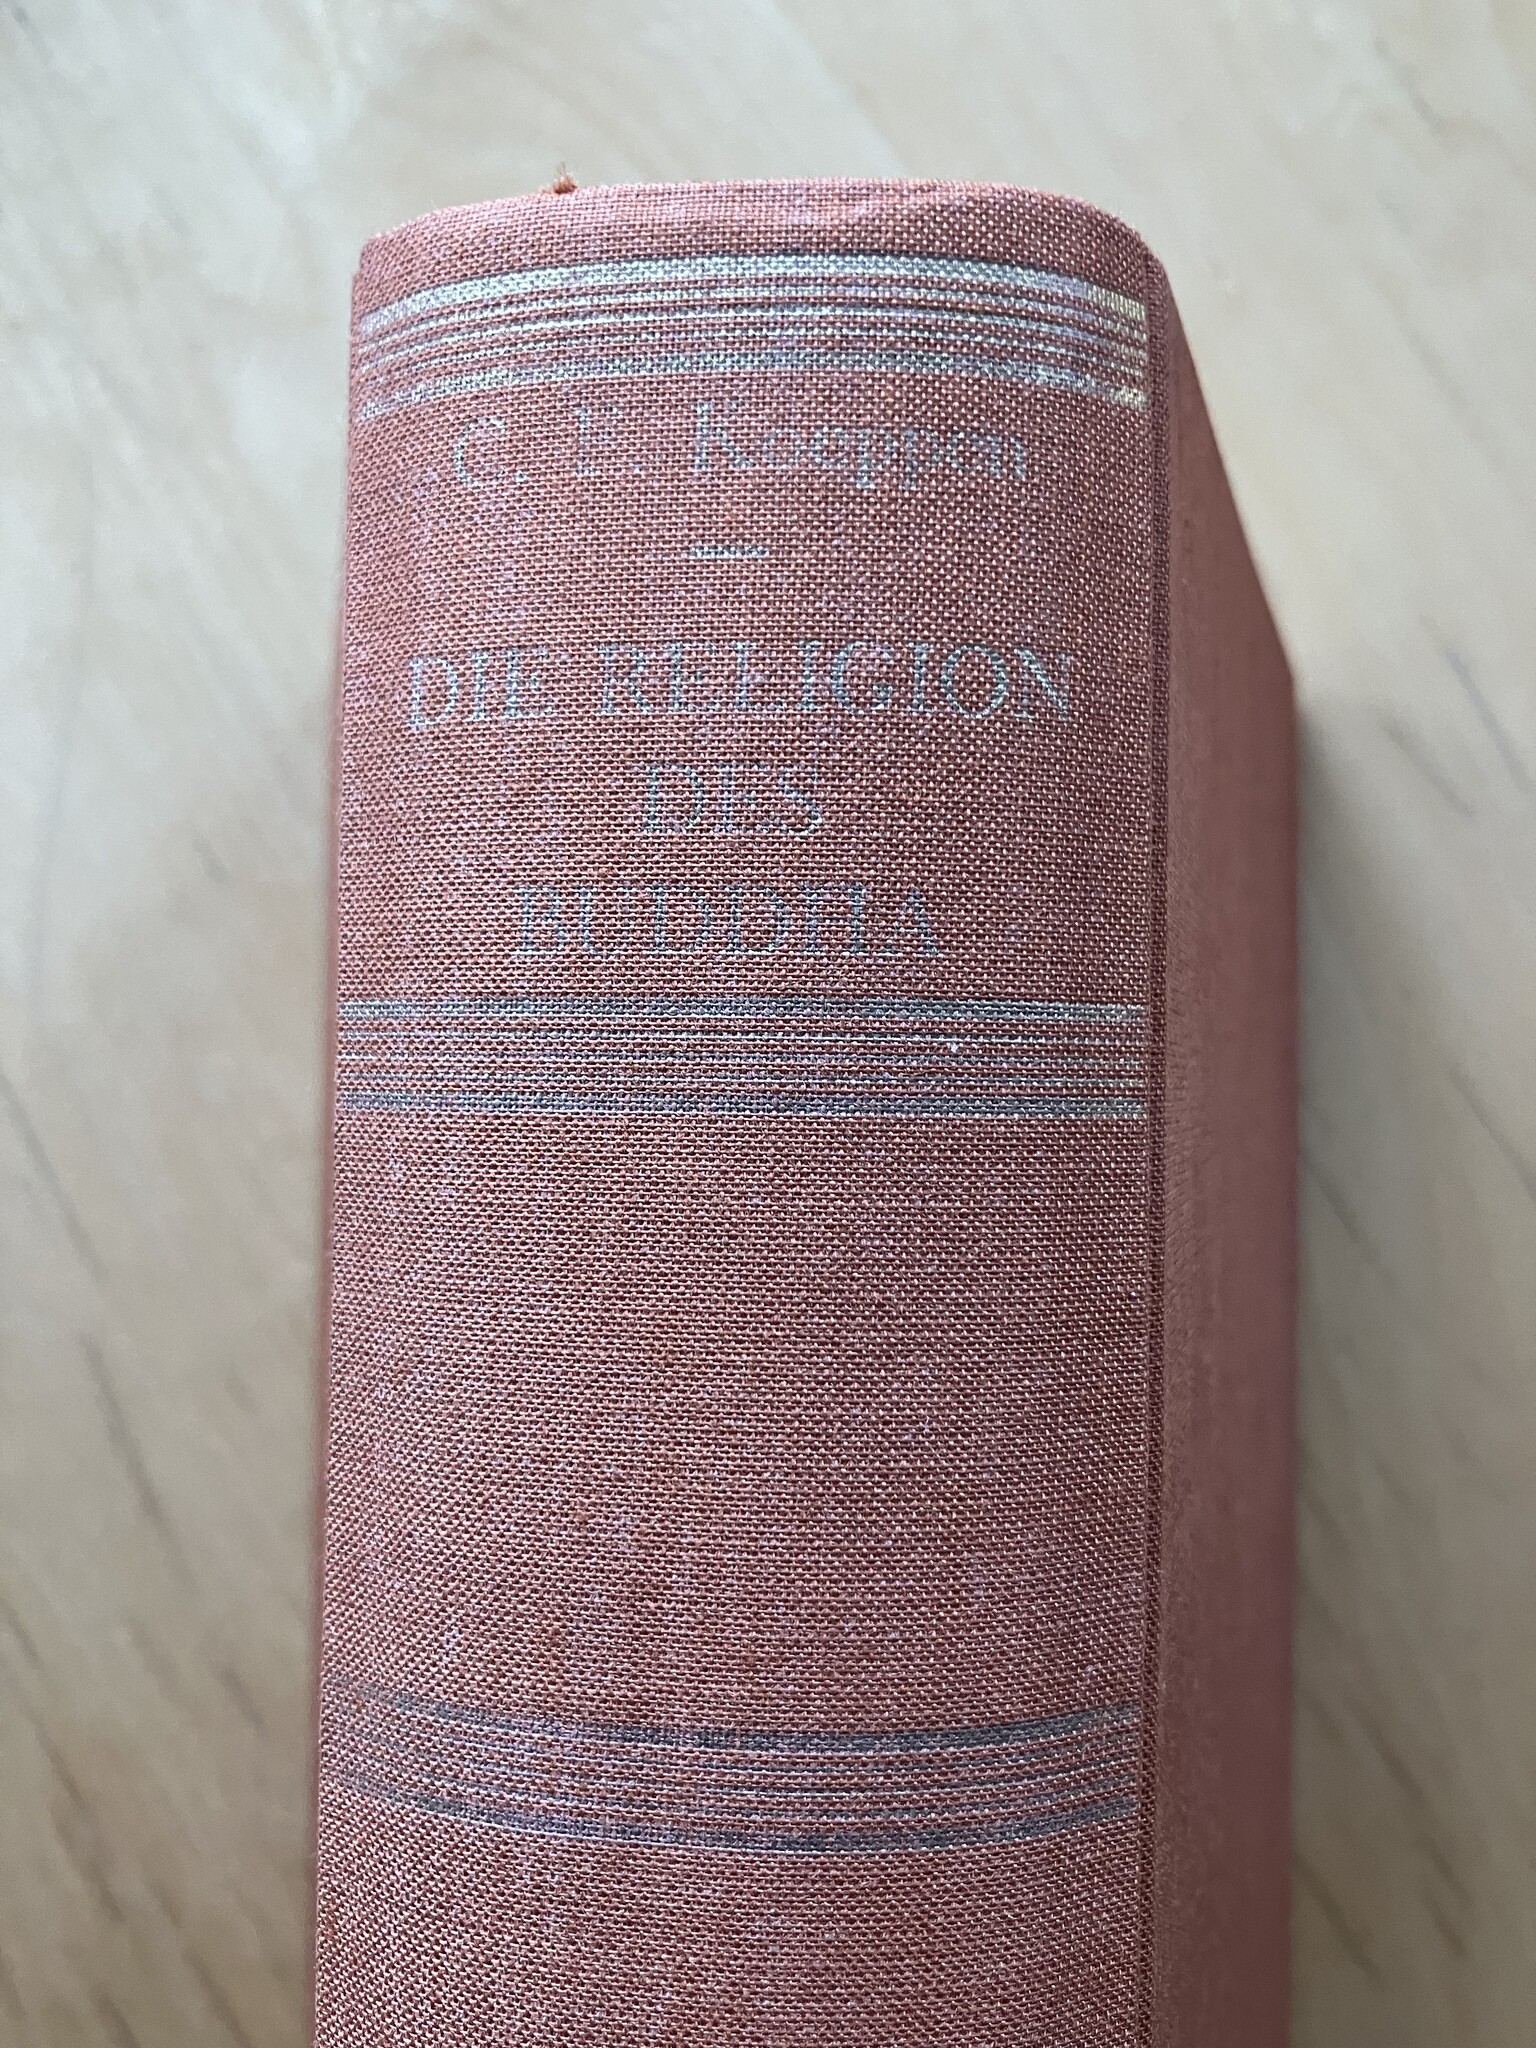 C. F. Koeppen
DIE RELIGION
DES
BUDDHA